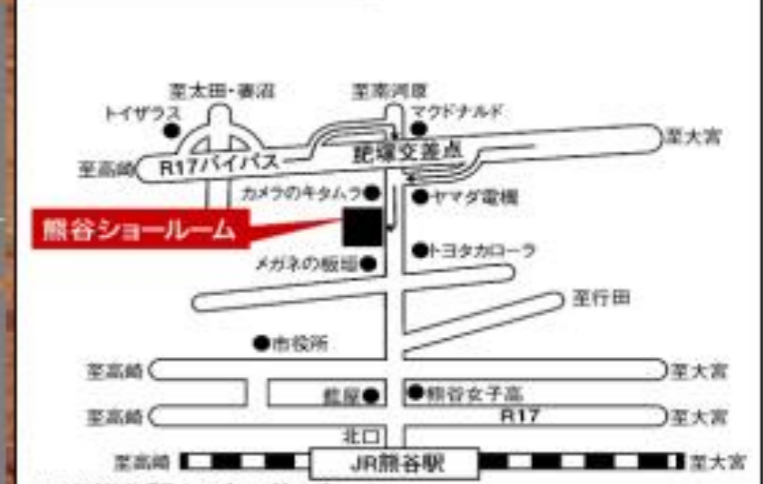 至太田・妻沼
至南河原
トイザラス
マクドナルド
至大宮
至高崎
R17バイパス
肥塚交差点
カメラのキタムラ
ヤマダ電機
熊谷ショールーム
トヨタカローラ
メガネの板垣
至行田
市役所
至高崎
至大宮
藍屋
熊谷女子高
至高崎
R17
至大宮
北口
至高崎
JR熊谷駅
至大宮